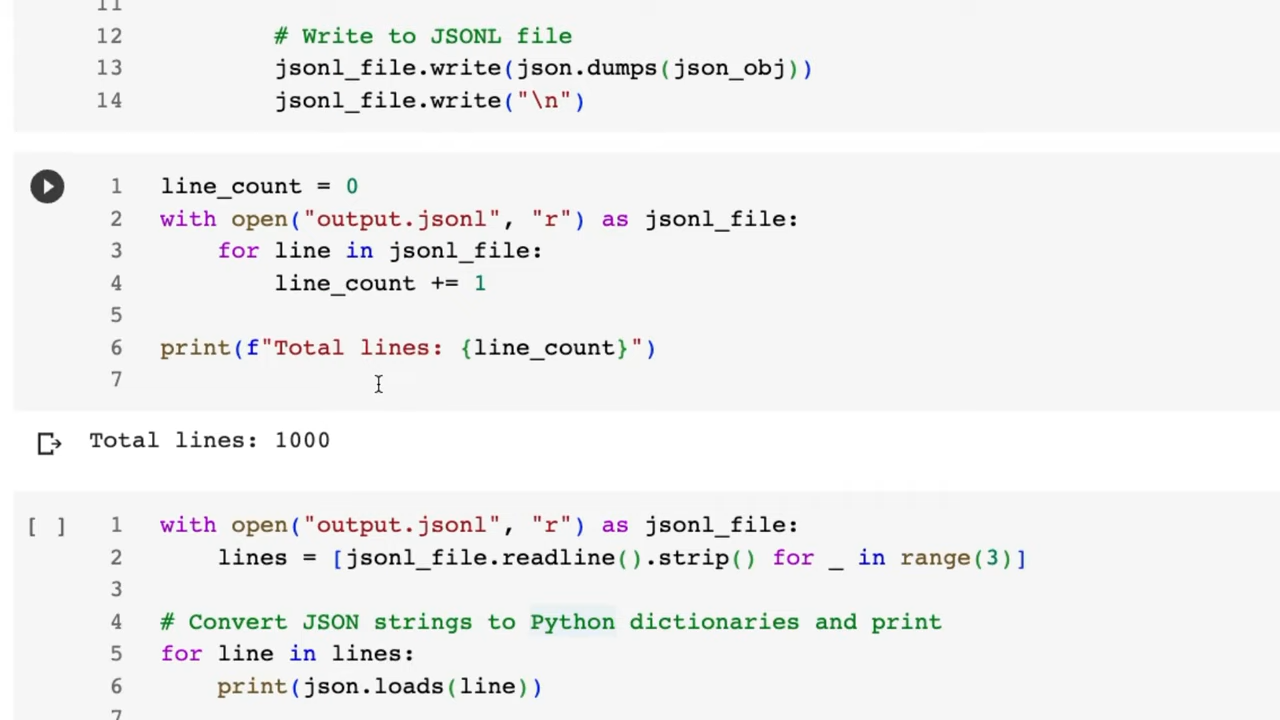 11
12 # Write to JSONL file
13 jsonl_file.write(json.dumps(json_obj))
14 jsonl_file.write("\n")
1 line_count = 0
2 with open("output.jsonl", "r") as jsonl_file:
3 for line in jsonl_file:
4 line_count += 1
5
6 print(f"Total lines: {line_count}")
7
Total lines: 1000
[ ] 1 with open("output.jsonl", "r") as jsonl_file:
2 lines = [jsonl_file.readline().strip() for _ in range(3)]
3
4 # Convert JSON strings to Python dictionaries and print
5 for line in lines:
6 print(json.loads(line))
7